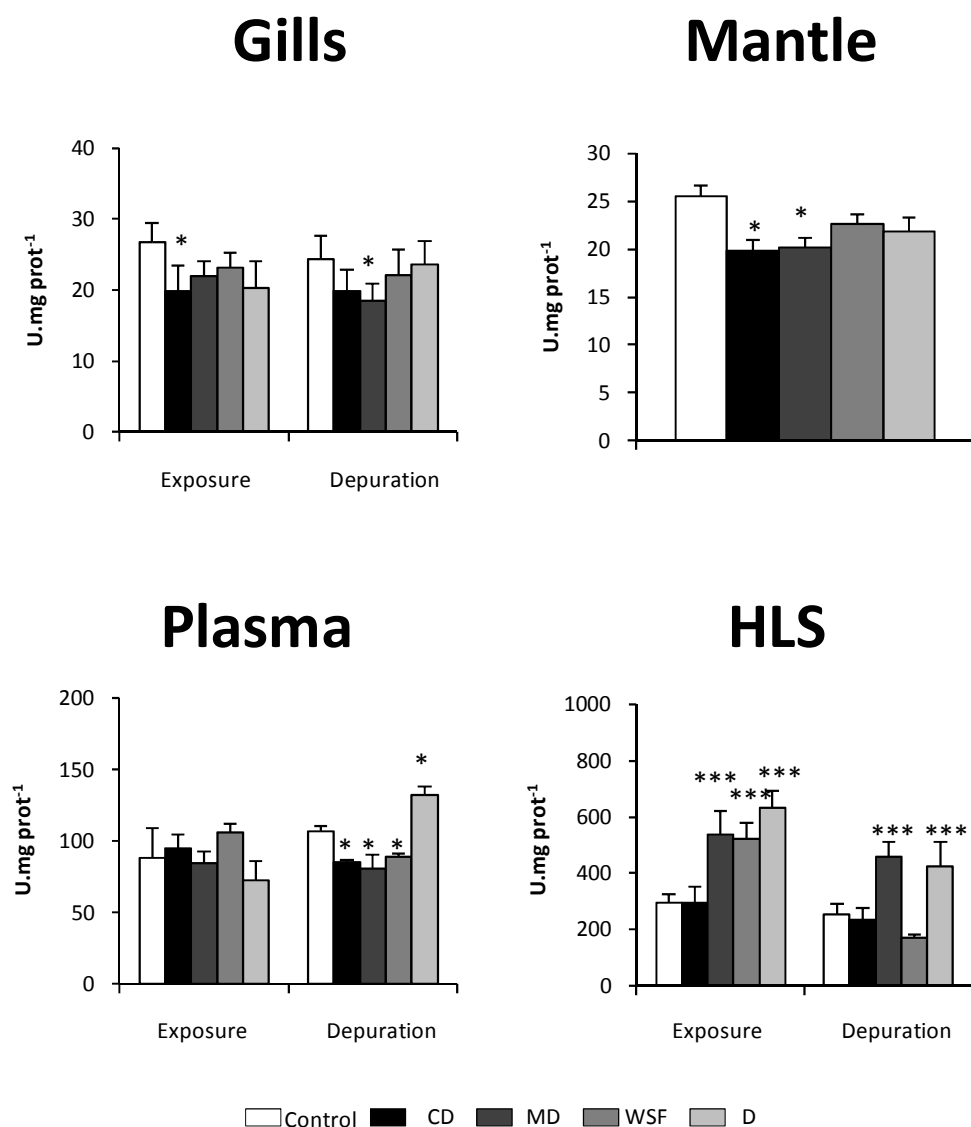 Gills
Mantle
40
30
20
10
0
U.mg prot⁻¹
*
*
Exposure
Depuration
30
25
20
15
10
5
0
U.mg prot⁻¹
*
*
Plasma
HLS
200
150
100
50
0
U.mg prot⁻¹
*
* * *
Exposure
Depuration
1000
800
600
400
200
0
U.mg prot⁻¹
***
***
***
***
***
Exposure
Depuration
Control CD MD WSF D